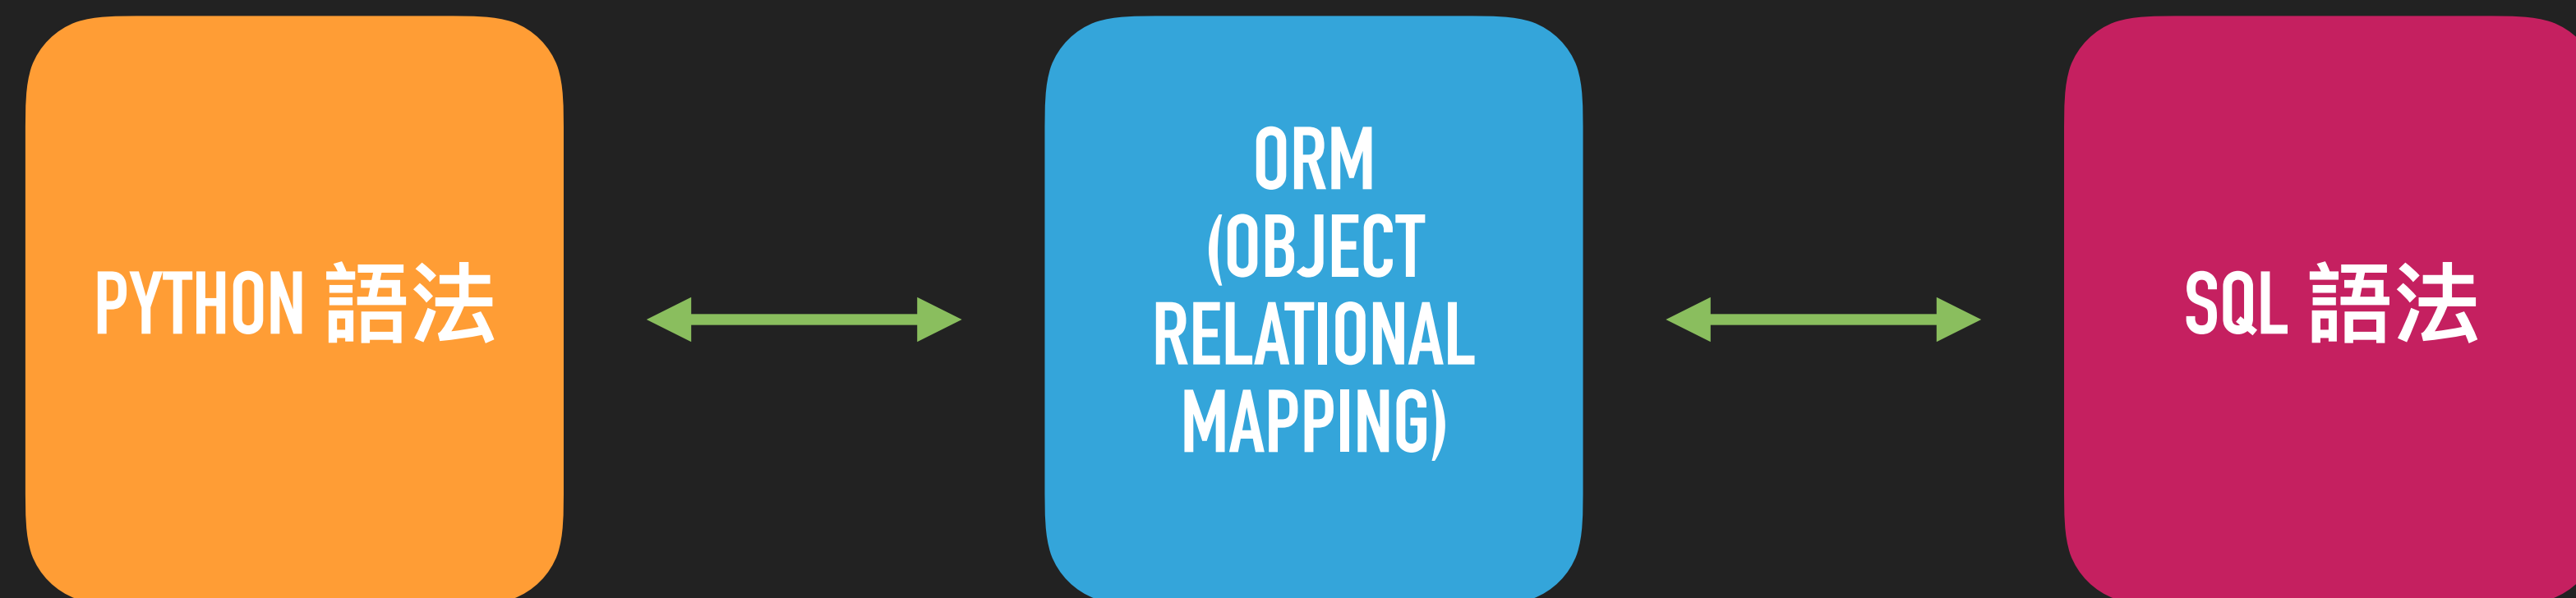 PYTHON 語法
ORM
(OBJECT
RELATIONAL
MAPPING)
SQL 語法